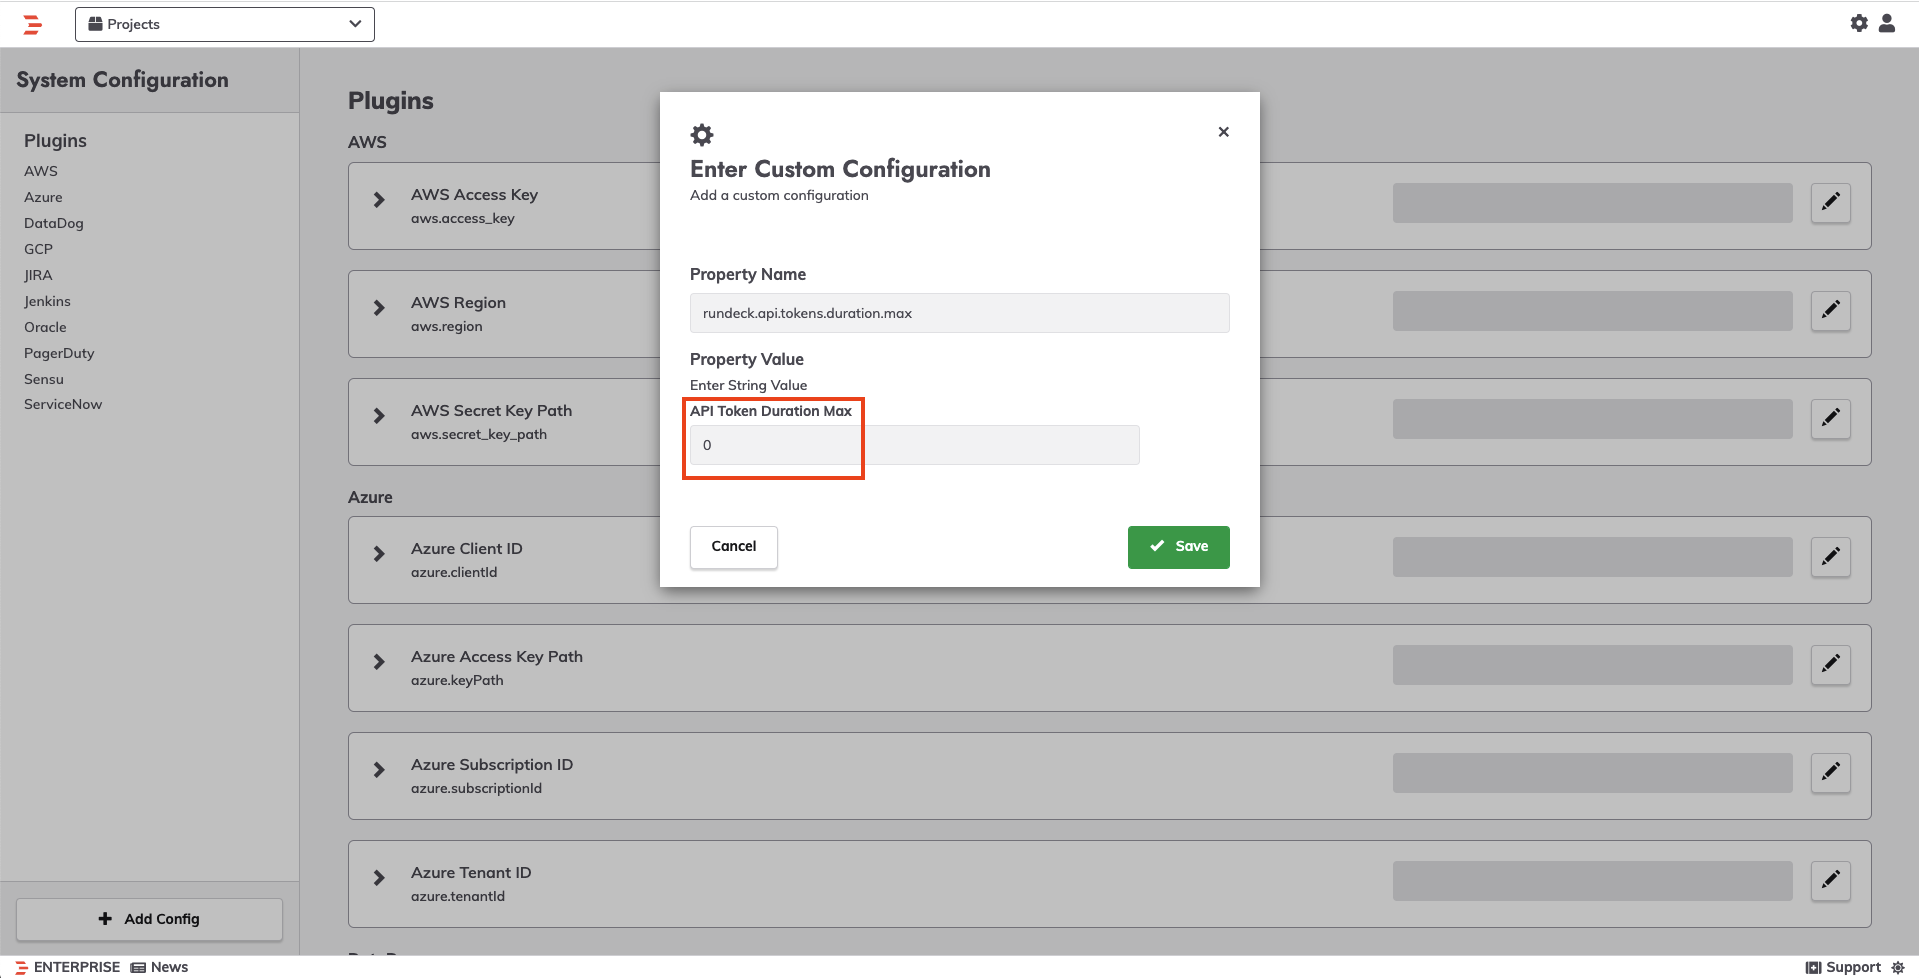 Projects
System Configuration
Plugins
AWS
Azure
DataDog
GCP
JIRA
Jenkins
Oracle
PagerDuty
Sensu
ServiceNow
Add Config
Plugins
AWS
AWS Access Key
aws.access_key
AWS Region
aws.region
AWS Secret Key Path
aws.secret_key_path
Azure
Azure Client ID
azure.clientId
Azure Access Key Path
azure.keyPath
Azure Subscription ID
azure.subscriptionId
Azure Tenant ID
azure.tenantId
Enter Custom Configuration
Add a custom configuration
Property Name
rundeck.api.tokens.duration.max
Property Value
Enter String Value
API Token Duration Max
0
Cancel
Save
ENTERPRISE News
Support